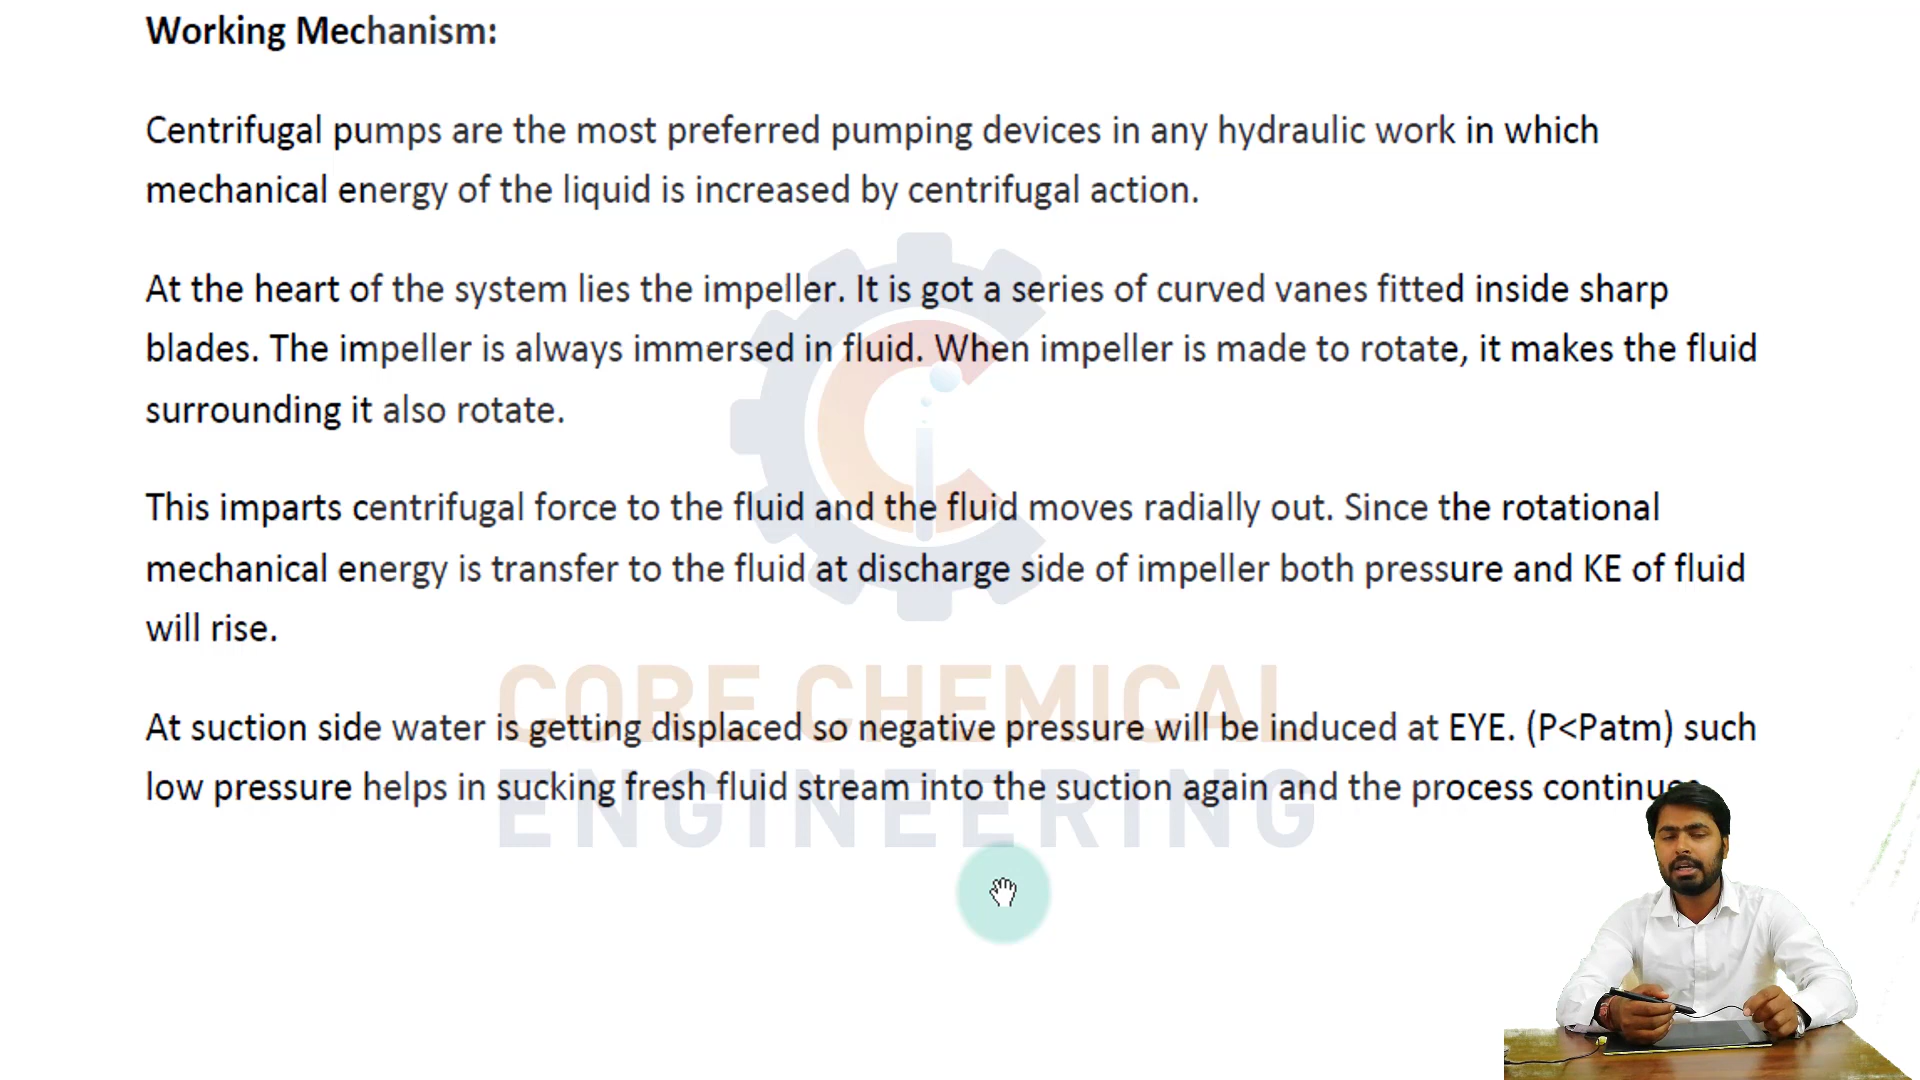 Working Mechanism:
Centrifugal pumps are the most preferred pumping devices in any hydraulic work in which
mechanical energy of the liquid is increased by centrifugal action.
At the heart of the system lies the impeller. It is got a series of curved vanes fitted inside sharp
blades. The impeller is always immersed in fluid. When impeller is made to rotate, it makes the fluid
surrounding it also rotate.
This imparts centrifugal force to the fluid and the fluid moves radially out. Since the rotational
mechanical energy is transfer to the fluid at discharge side of impeller both pressure and KE of fluid
will rise.
CORE CHEMICAL
At suction side water is getting displaced so negative pressure will be induced at EYE. (P<Patm) such
low pressure helps in sucking fresh fluid stream into the suction again and the process
ENGINEERING